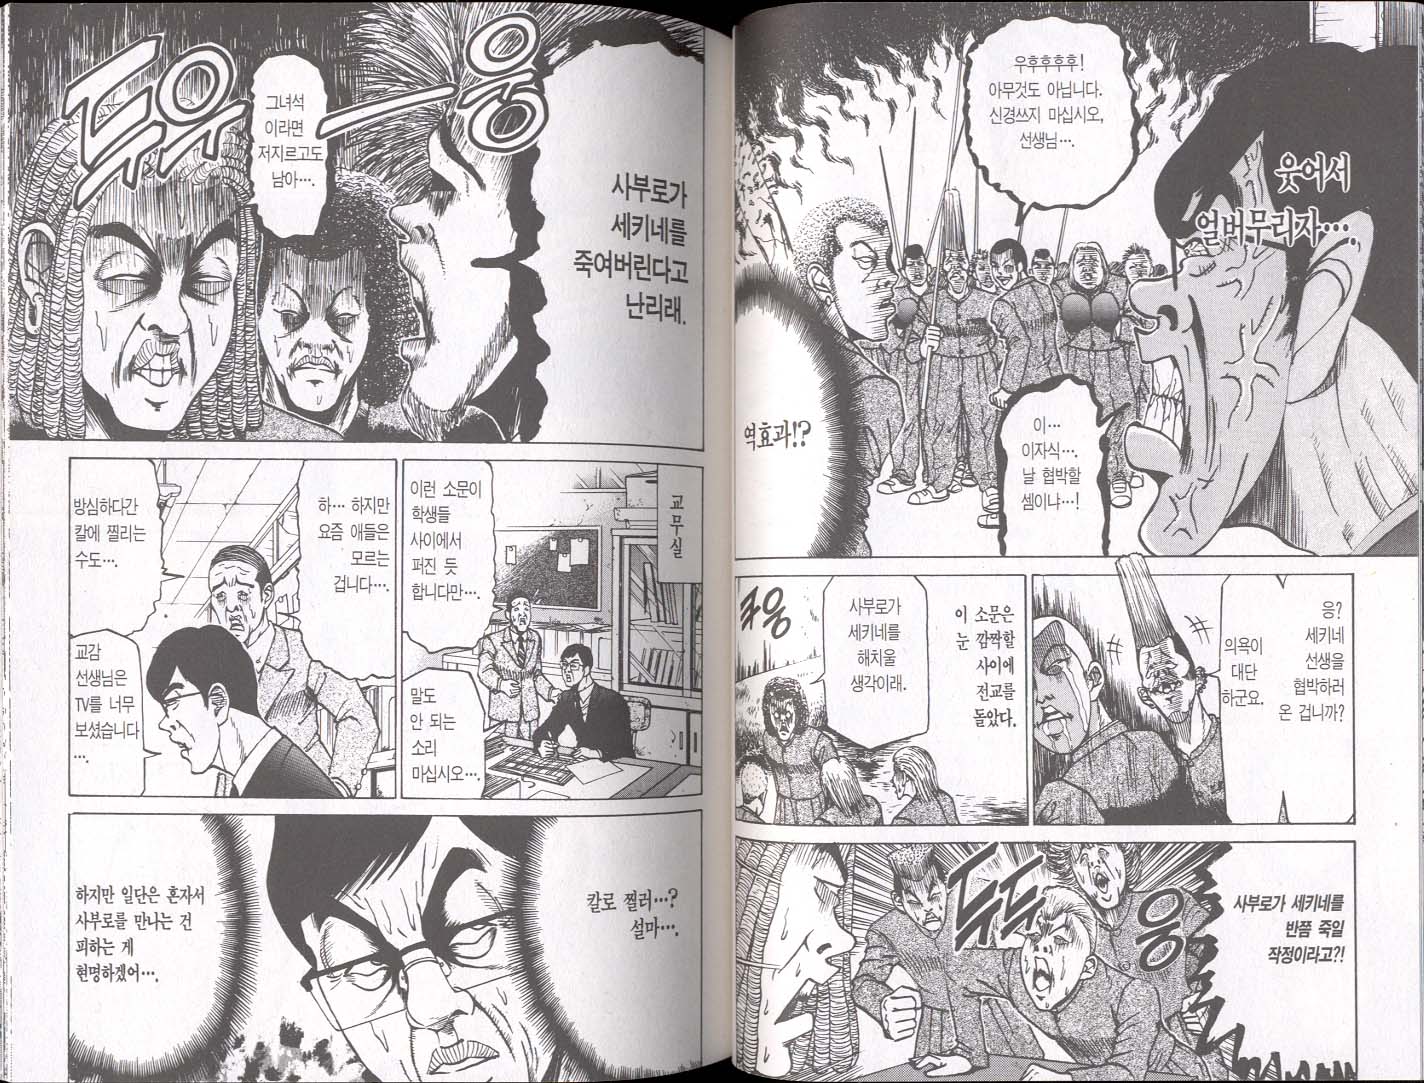 웃어서
얼버무리자….
우후후후후!
아무것도 아닙니다.
신경쓰지 마십시오,
선생님….
이…
이자식….
날 협박할
셈이냐…!
역효과!?
응?
세키네
선생을
협박하러
온 겁니까?
의욕이
대단
하군요.
이 소문은
눈 깜짝할
사이에
전교를
돌았다.
사부로가
세키네를
해치울
생각이래.
쿠웅
사부로가 세키네를
반쯤 죽일
작정이라고?!
두두
웅
사부로가
세키네를
죽여버린다고
난리래.
두우
웅
그녀석
이라면
저지르고도
남아….
교무실
이런 소문이
학생들
사이에서
퍼진 듯
합니다만….
말도
안 되는
소리
마십시오….
하… 하지만
요즘 애들은
모르는
겁니다….
방심하다간
칼에 찔리는
수도….
교감
선생님은
TV를 너무
보셨습니다
….
칼로 찔러…?
설마….
하지만 일단은 혼자서
사부로를 만나는 건
피하는 게
현명하겠어….